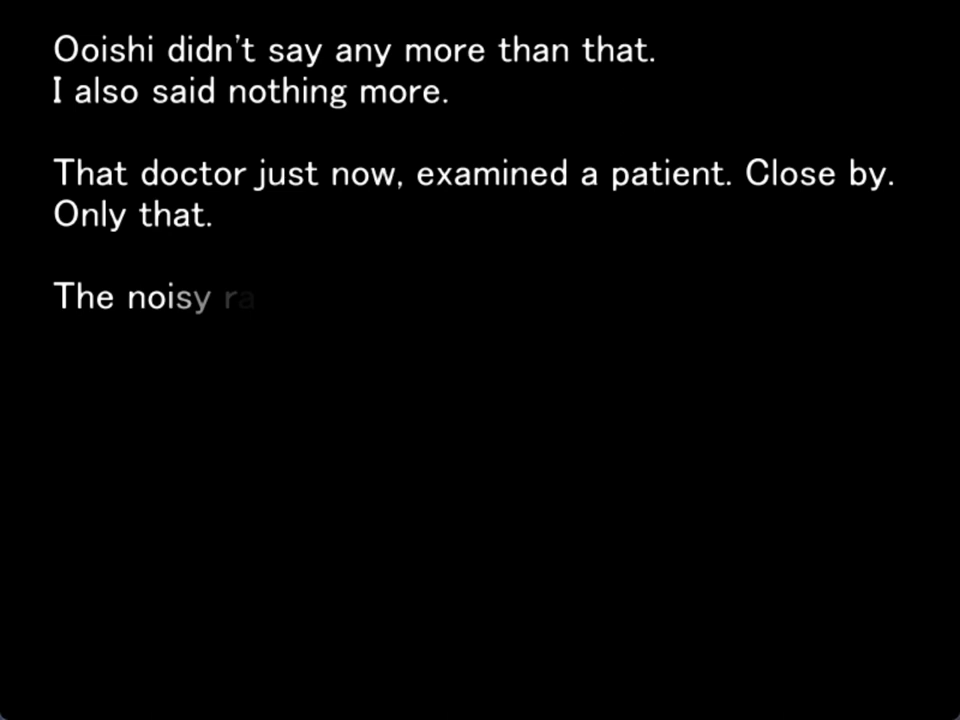 Ooishi didn't say any more than that.
I also said nothing more.
That doctor just now, examined a patient. Close by.
Only that.
The noisy ra